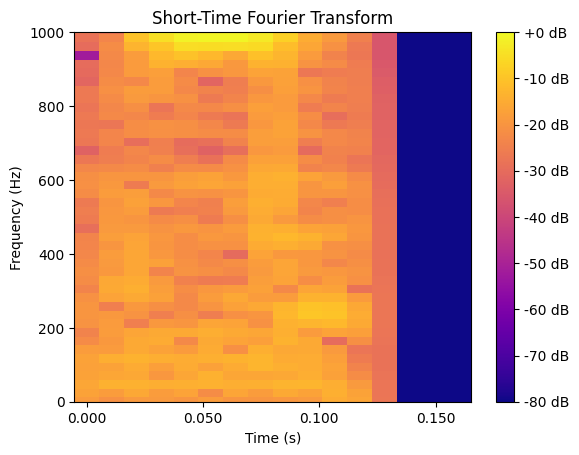 Short-Time Fourier Transform
Frequency (Hz)
1000
800
600
400
200
0
0.000
0.050
0.100
0.150
Time (s)
+0 dB
-10 dB
-20 dB
-30 dB
-40 dB
-50 dB
-60 dB
-70 dB
-80 dB